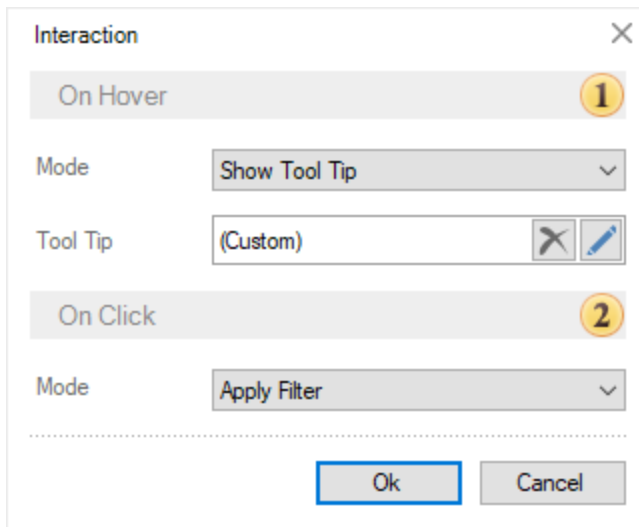 Interaction
On Hover 1
Mode Show Tool Tip
Tool Tip (Custom)
On Click 2
Mode Apply Filter
Ok Cancel